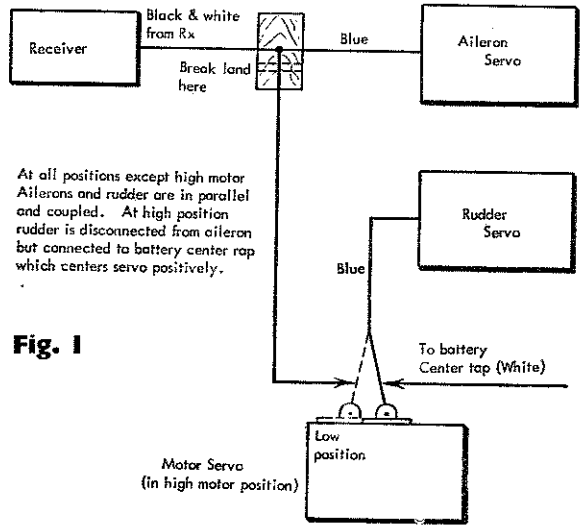 Black & white
from Rx
Receiver
Blue
Aileron
Servo
Break land
here
At all positions except high motor
Ailerons and rudder are in parallel
and coupled. At high position
rudder is disconnected from aileron
but connected to battery center rap
which centers servo positively.
Rudder
Servo
Blue
Fig. 1
To battery
Center tap (White)
Low
position
Motor Servo
(in high motor position)